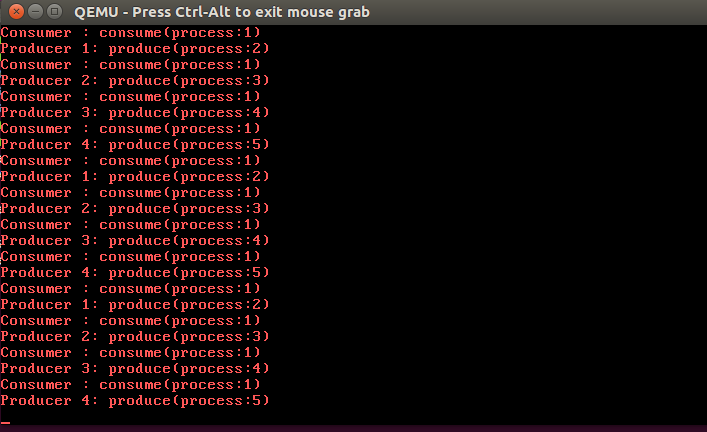 QEMU - Press Ctrl-Alt to exit mouse grab
Consumer : consume(process:1)
Producer 1: produce(process:2)
Consumer : consume(process:1)
Producer 2: produce(process:3)
Consumer : consume(process:1)
Producer 3: produce(process:4)
Consumer : consume(process:1)
Producer 4: produce(process:5)
Consumer : consume(process:1)
Producer 1: produce(process:2)
Consumer : consume(process:1)
Producer 2: produce(process:3)
Consumer : consume(process:1)
Producer 3: produce(process:4)
Consumer : consume(process:1)
Producer 4: produce(process:5)
Consumer : consume(process:1)
Producer 1: produce(process:2)
Consumer : consume(process:1)
Producer 2: produce(process:3)
Consumer : consume(process:1)
Producer 3: produce(process:4)
Consumer : consume(process:1)
Producer 4: produce(process:5)